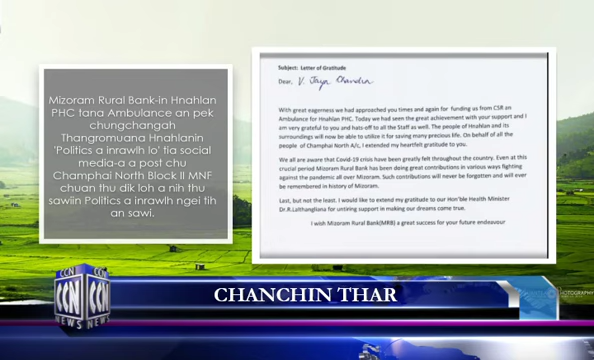 Mizoram Rural Bank-in Hnahlan
PHC tana Ambulance an pek
chungchangah
Thangromuana Hnahlanin
'Politics a inrawlh lo' tia social
media-a a post chu
Champhai North Block II MNF
chuan thu dik loh a nih thu
sawiin Politics a inrawlh ngei tih
an sawi.
Subject: Letter of Gratitude
Dear, V. Jaya Chandra
With great eagerness we had approached you times and again for funding us from CSR on
Ambulance for Hnahlan PHC. Today we had seen the great achievement with your support and I
am very grateful to you and hats-off to all the Staff as well. The people of Hnahlan and its
surroundings will now be able to utilize it for saving many precious life. On behalf of all the
people of Champhai North A/c, I extended my heartfelt gratitude to you.
We all are aware that Covid-19 crisis have been greatly felt throughout the country. Even at this
crucial period Mizoram Rural Bank has been doing great contributions in various ways fighting
against the pandemic all over Mizoram. Such contributions will never be forgotten and will ever
be remembered in history of Mizoram.
Last, but not the least. I would like to extend my gratitude to our Hon'ble Health Minister
Dr.R.Lalthangliana for untiring support in making our dreams come true.
I wish Mizoram Rural Bank(MRB) a great success for your future endeavour
CCN
CCN CCN
NEWS NEWS
CHANCHIN THAR